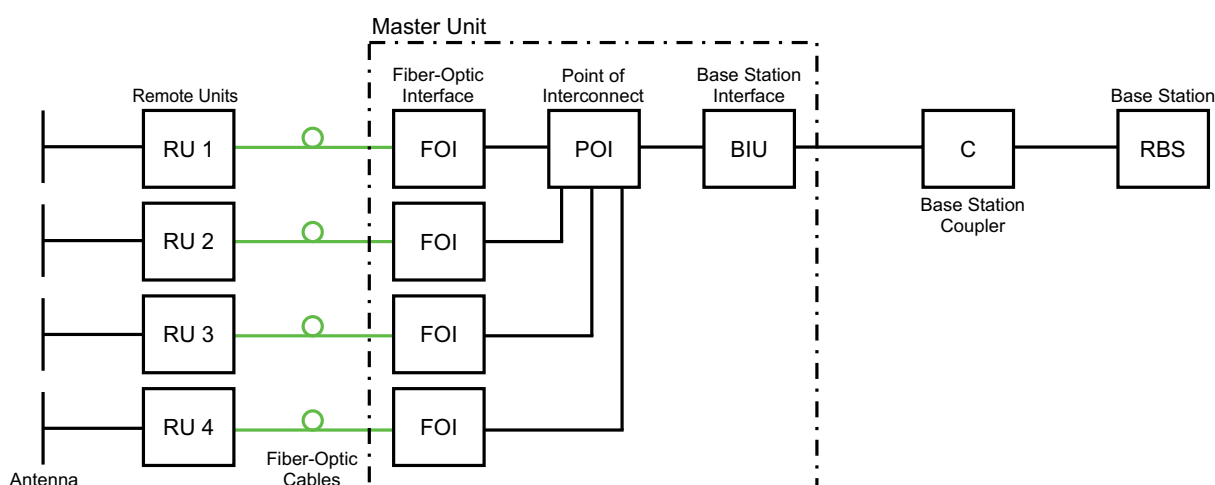 Master Unit
Fiber-Optic
Interface
Point of
Interconnect
Base Station
Interface
Remote Units
Base Station
RU 1
FOI
POI
BIU
C
RBS
Base Station
Coupler
RU 2
FOI
RU 3
FOI
RU 4
FOI
Fiber-Optic
Cables
Antenna